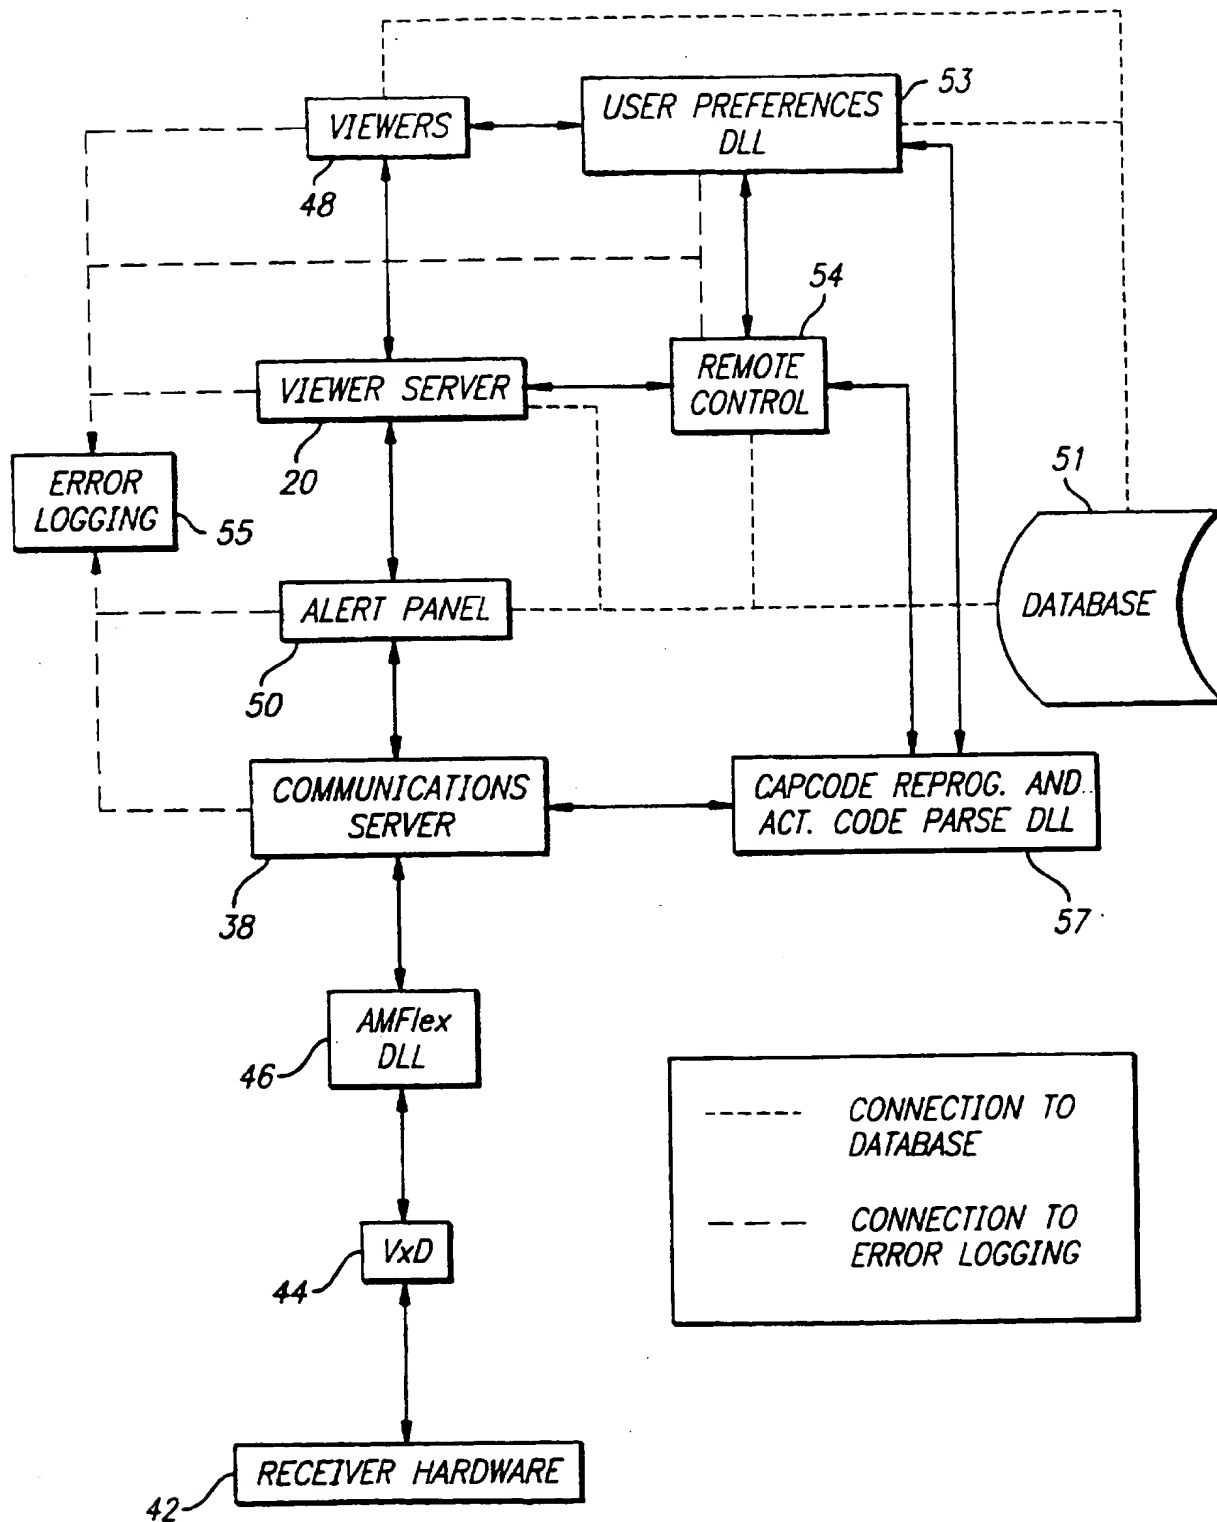 53
VIEWERS
USER PREFERENCES
DLL
48
54
VIEWER SERVER
REMOTE
CONTROL
20
51
ERROR
LOGGING
55
ALERT PANEL
DATABASE
50
COMMUNICATIONS
SERVER
CAPCODE REPROG. AND
ACT. CODE PARSE DLL
38
57
AMFlex
DLL
46
CONNECTION TO
DATABASE
VxD
44
CONNECTION TO
ERROR LOGGING
RECEIVER HARDWARE
42